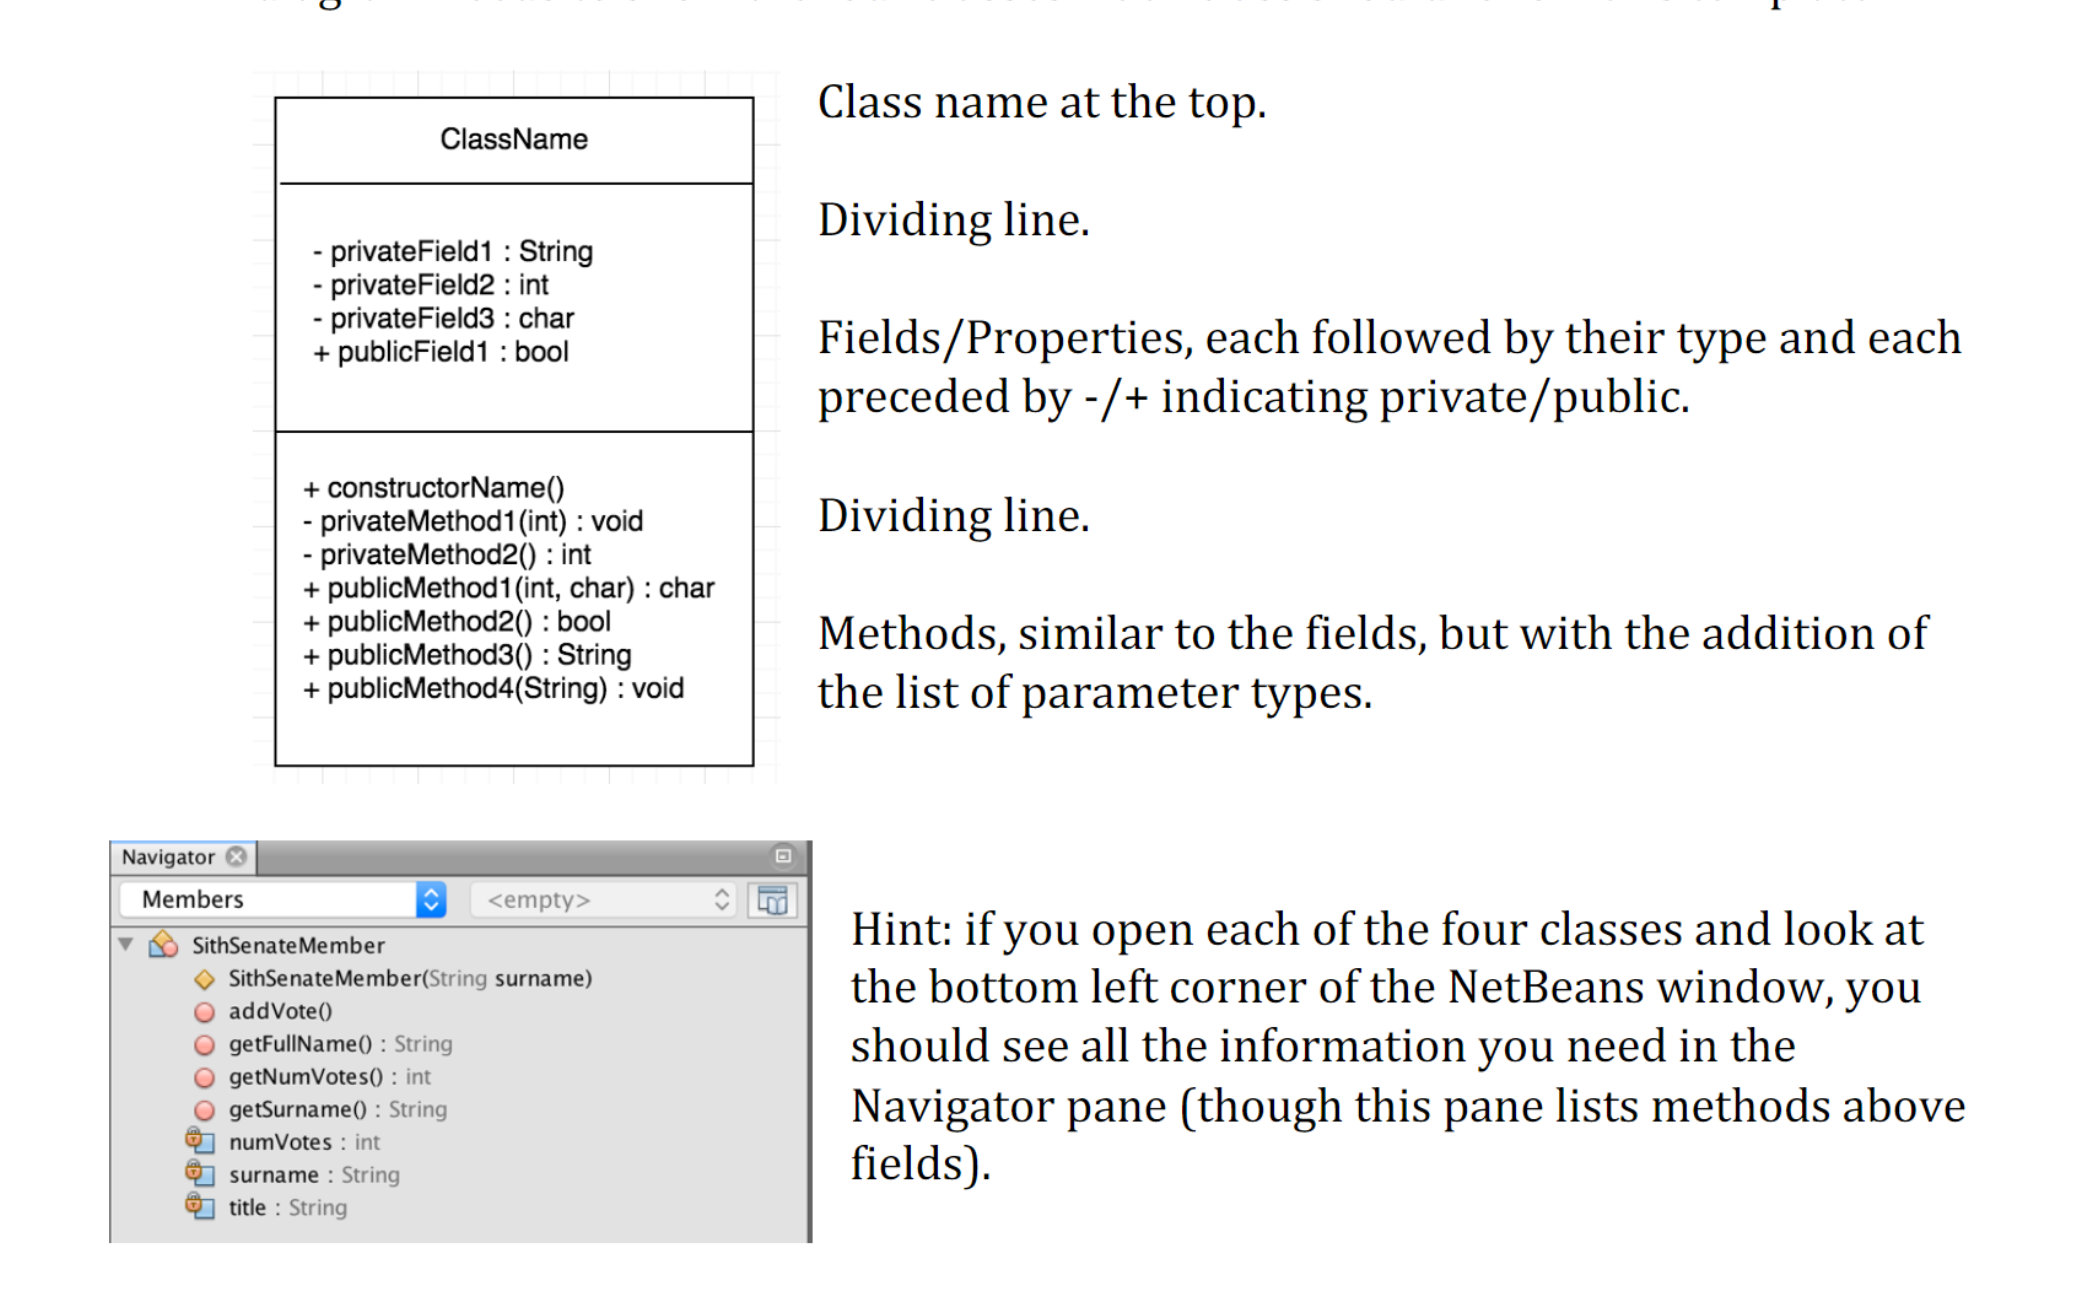 ClassName
- privateField1 : String
- privateField2 : int
- privateField3 : char
+ publicField1 : bool
+ constructorName()
- privateMethod1(int) : void
- privateMethod2() : int
+ publicMethod1(int, char) : char
+ publicMethod2() : bool
+ publicMethod3() : String
+ publicMethod4(String) : void
Class name at the top.
Dividing line.
Fields/Properties, each followed by their type and each
preceded by -/+ indicating private/public.
Dividing line.
Methods, similar to the fields, but with the addition of
the list of parameter types.
Navigator
Members
<empty>
SithSenateMember
SithSenateMember(String surname)
addVote()
getFullName() : String
getNumVotes() : int
getSurname() : String
numVotes : int
surname : String
title : String
Hint: if you open each of the four classes and look at
the bottom left corner of the NetBeans window, you
should see all the information you need in the
Navigator pane (though this pane lists methods above
fields).